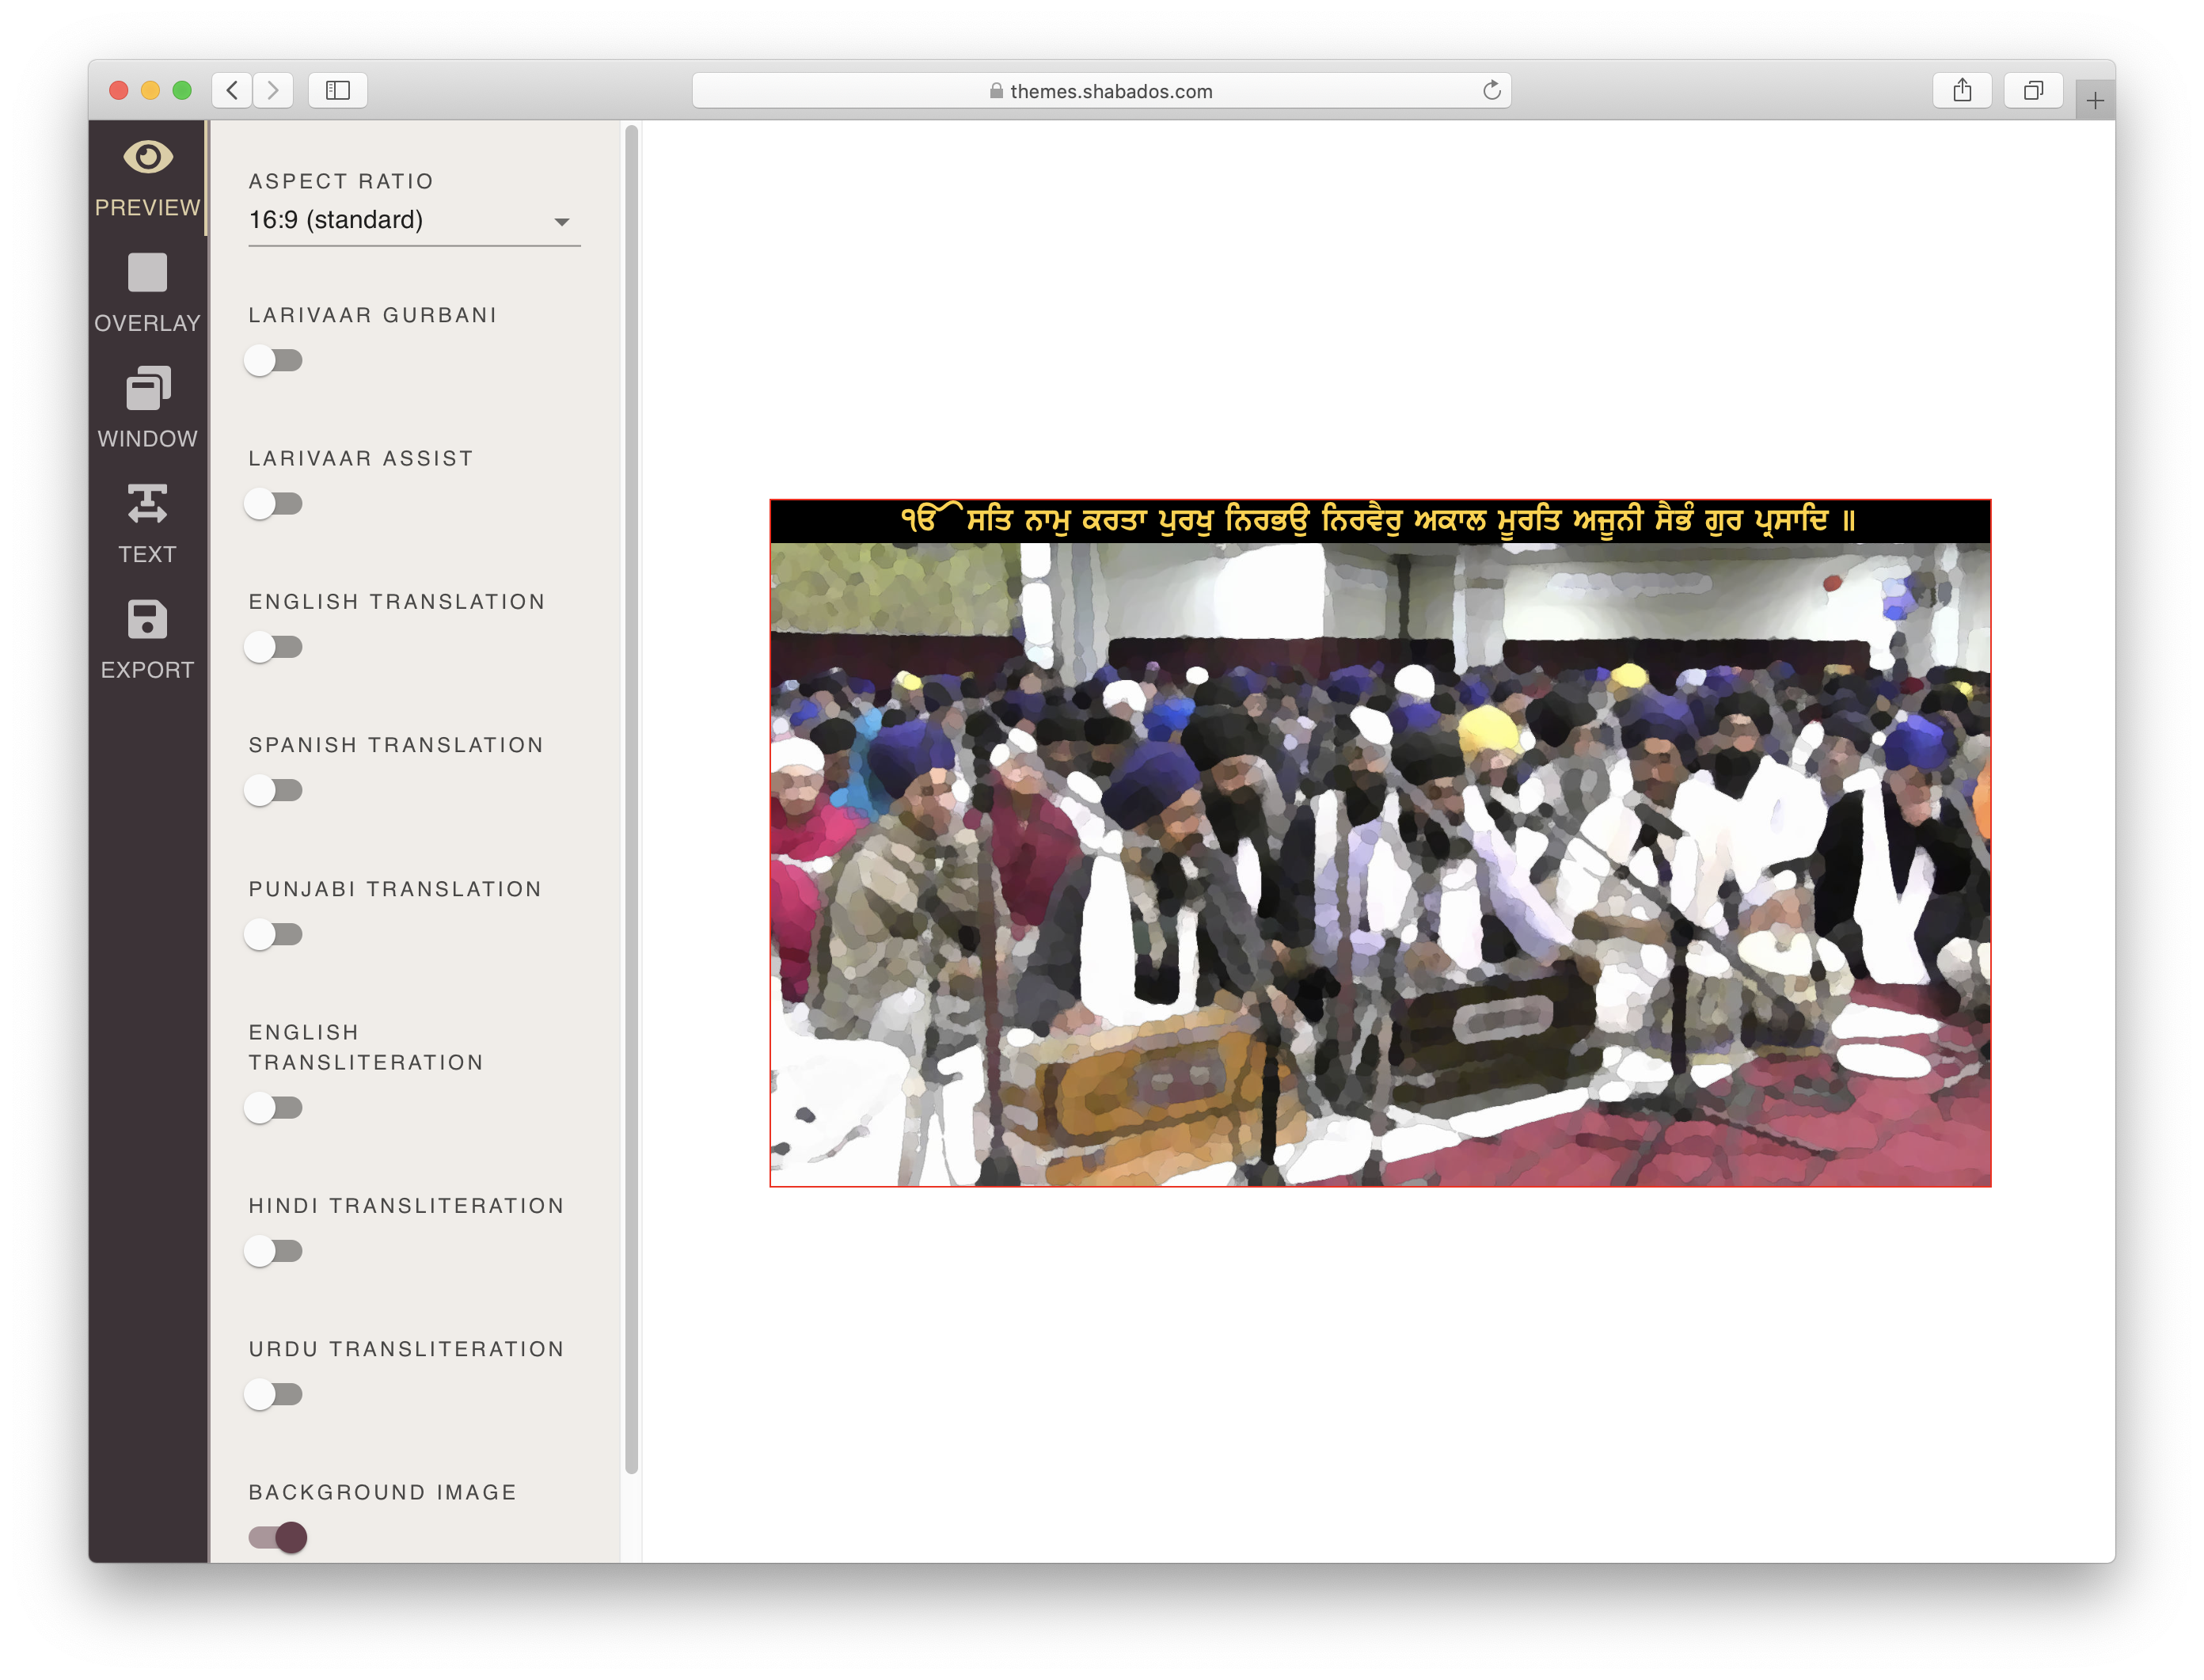 themes.shabados.com
PREVIEW
OVERLAY
WINDOW
TEXT
EXPORT
ASPECT RATIO
16:9 (standard)
LARIVAAR GURBANI
LARIVAAR ASSIST
ENGLISH TRANSLATION
SPANISH TRANSLATION
PUNJABI TRANSLATION
ENGLISH
TRANSLITERATION
HINDI TRANSLITERATION
URDU TRANSLITERATION
BACKGROUND IMAGE
ੴ ਸਤਿ ਨਾਮੁ ਕਰਤਾ ਪੁਰਖੁ ਨਿਰਭਉ ਨਿਰਵੈਰੁ ਅਕਾਲ ਮੂਰਤਿ ਅਜੂਨੀ ਸੈਭੰ ਗੁਰ ਪ੍ਰਸਾਦਿ ॥